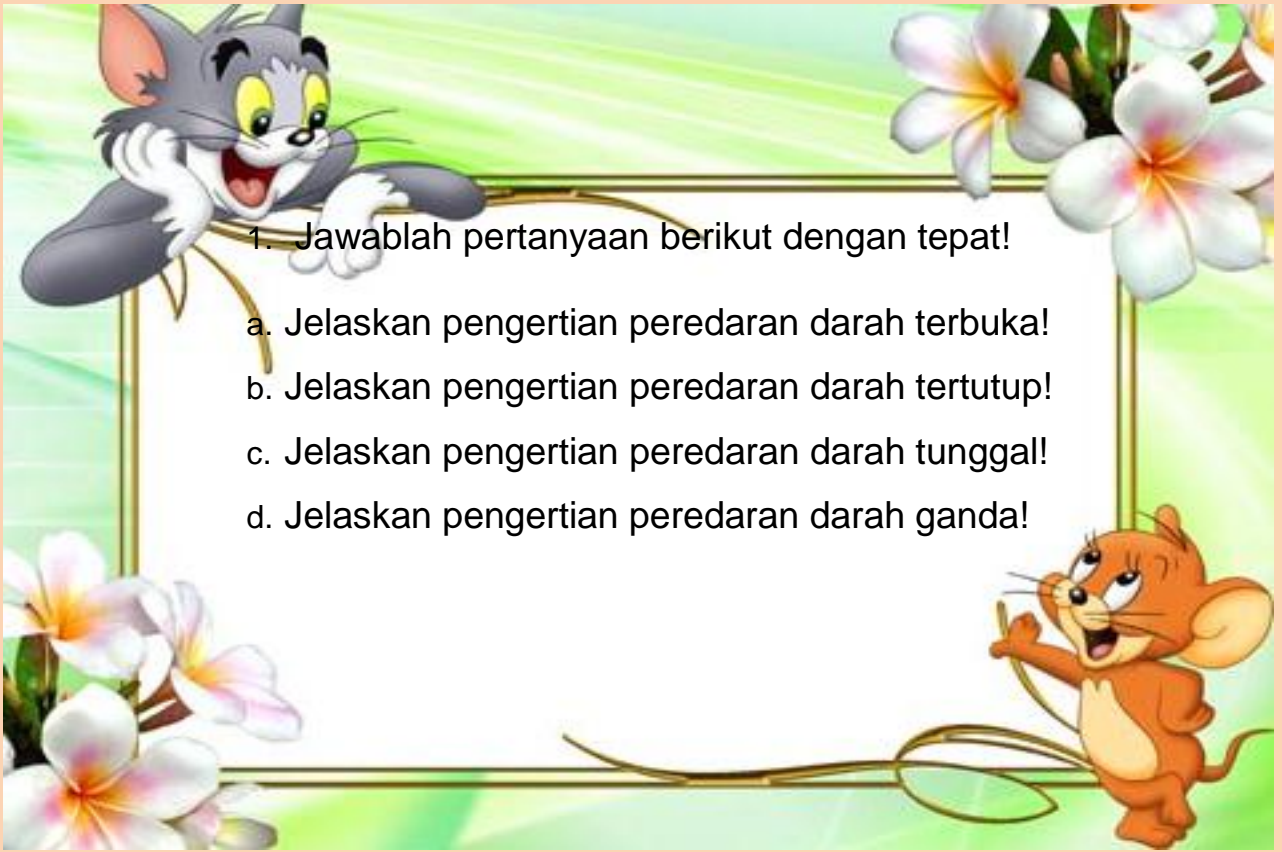 1. Jawablah pertanyaan berikut dengan tepat!
a. Jelaskan pengertian peredaran darah terbuka!
b. Jelaskan pengertian peredaran darah tertutup!
c. Jelaskan pengertian peredaran darah tunggal!
d. Jelaskan pengertian peredaran darah ganda!